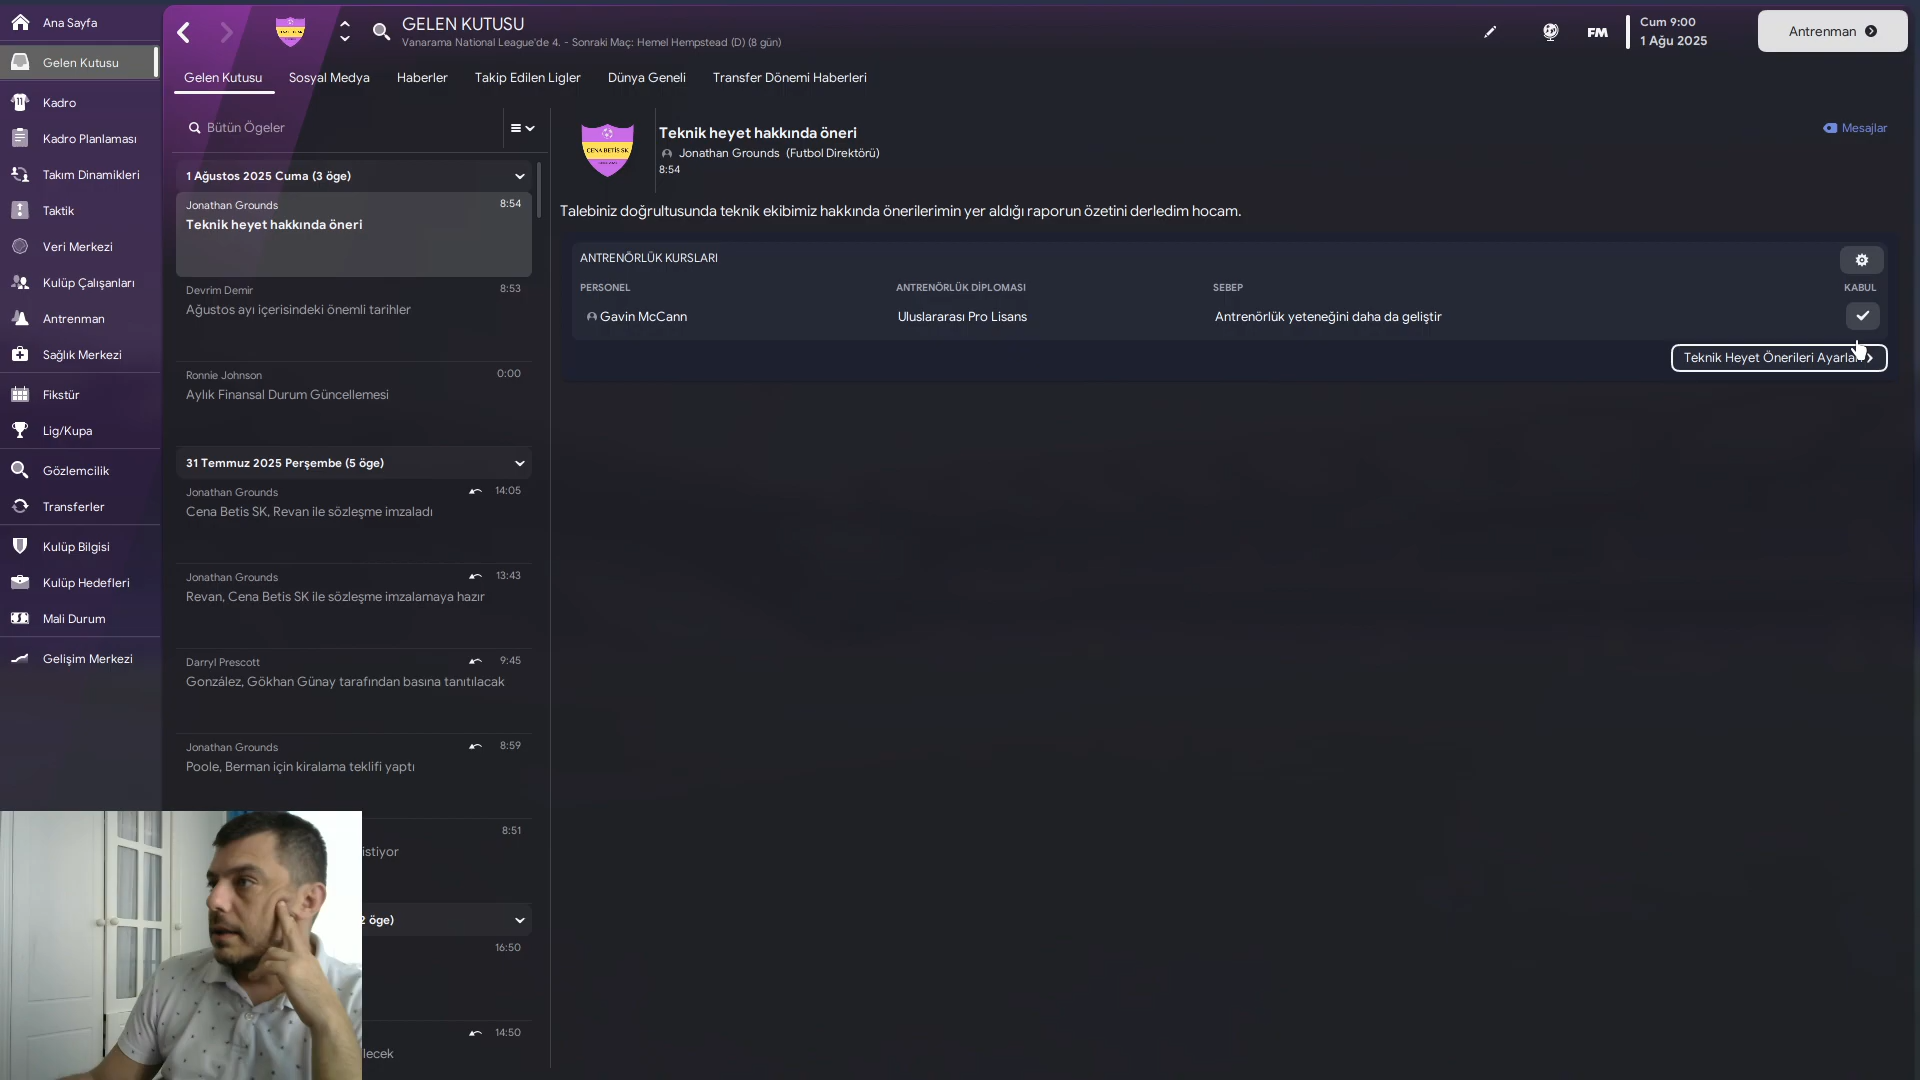 Ana Sayfa
Gelen Kutusu
Kadro
Kadro Planlaması
Takım Dinamikleri
Taktik
Veri Merkezi
Kulüp Çalışanları
Antrenman
Sağlık Merkezi
Fikstür
Lig/Kupa
Gözlemcilik
Transferler
Kulüp Bilgisi
Kulüp Hedefleri
Mali Durum
Gelişim Merkezi
GELEN KUTUSU
Vanarama National League'de 4. - Sonraki Maç: Hemel Hempstead (D) (8 gün)
FM
Cum 9:00
1 Ağu 2025
Antrenman
Gelen Kutusu
Sosyal Medya
Haberler
Takip Edilen Ligler
Dünya Geneli
Transfer Dönemi Haberleri
Bütün Ögeler
1 Ağustos 2025 Cuma (3 öge)
Jonathan Grounds 8:54
Teknik heyet hakkında öneri
Devrim Demir 8:53
Ağustos ayı içerisindeki önemli tarihler
Ronnie Johnson 0:00
Aylık Finansal Durum Güncellemesi
31 Temmuz 2025 Perşembe (5 öge)
Jonathan Grounds 14:05
Cena Betis SK, Revan ile sözleşme imzaladı
Jonathan Grounds 13:43
Revan, Cena Betis SK ile sözleşme imzalamaya hazır
Darryl Prescott 9:45
González, Gökhan Günay tarafından basına tanıtılacak
Jonathan Grounds 8:59
Poole, Berman için kiralama teklifi yaptı
8:51
istiyor
2 öge)
16:50
14:50
lecek
CENA BETİS SK
Teknik heyet hakkında öneri
Jonathan Grounds (Futbol Direktörü)
8:54
Mesajlar
Talebiniz doğrultusunda teknik ekibimiz hakkında önerilerimin yer aldığı raporun özetini derledim hocam.
ANTRENÖRLÜK KURSLARI
PERSONEL ANTRENÖRLÜK DİPLOMASI SEBEP KABUL
Gavin McCann Uluslararası Pro Lisans Antrenörlük yeteneğini daha da geliştir
Teknik Heyet Önerileri Ayarları